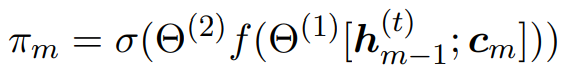 π_m = σ(Θ^{(2)} f(Θ^{(1)}[h_{m-1}^{(t)}; c_m]))